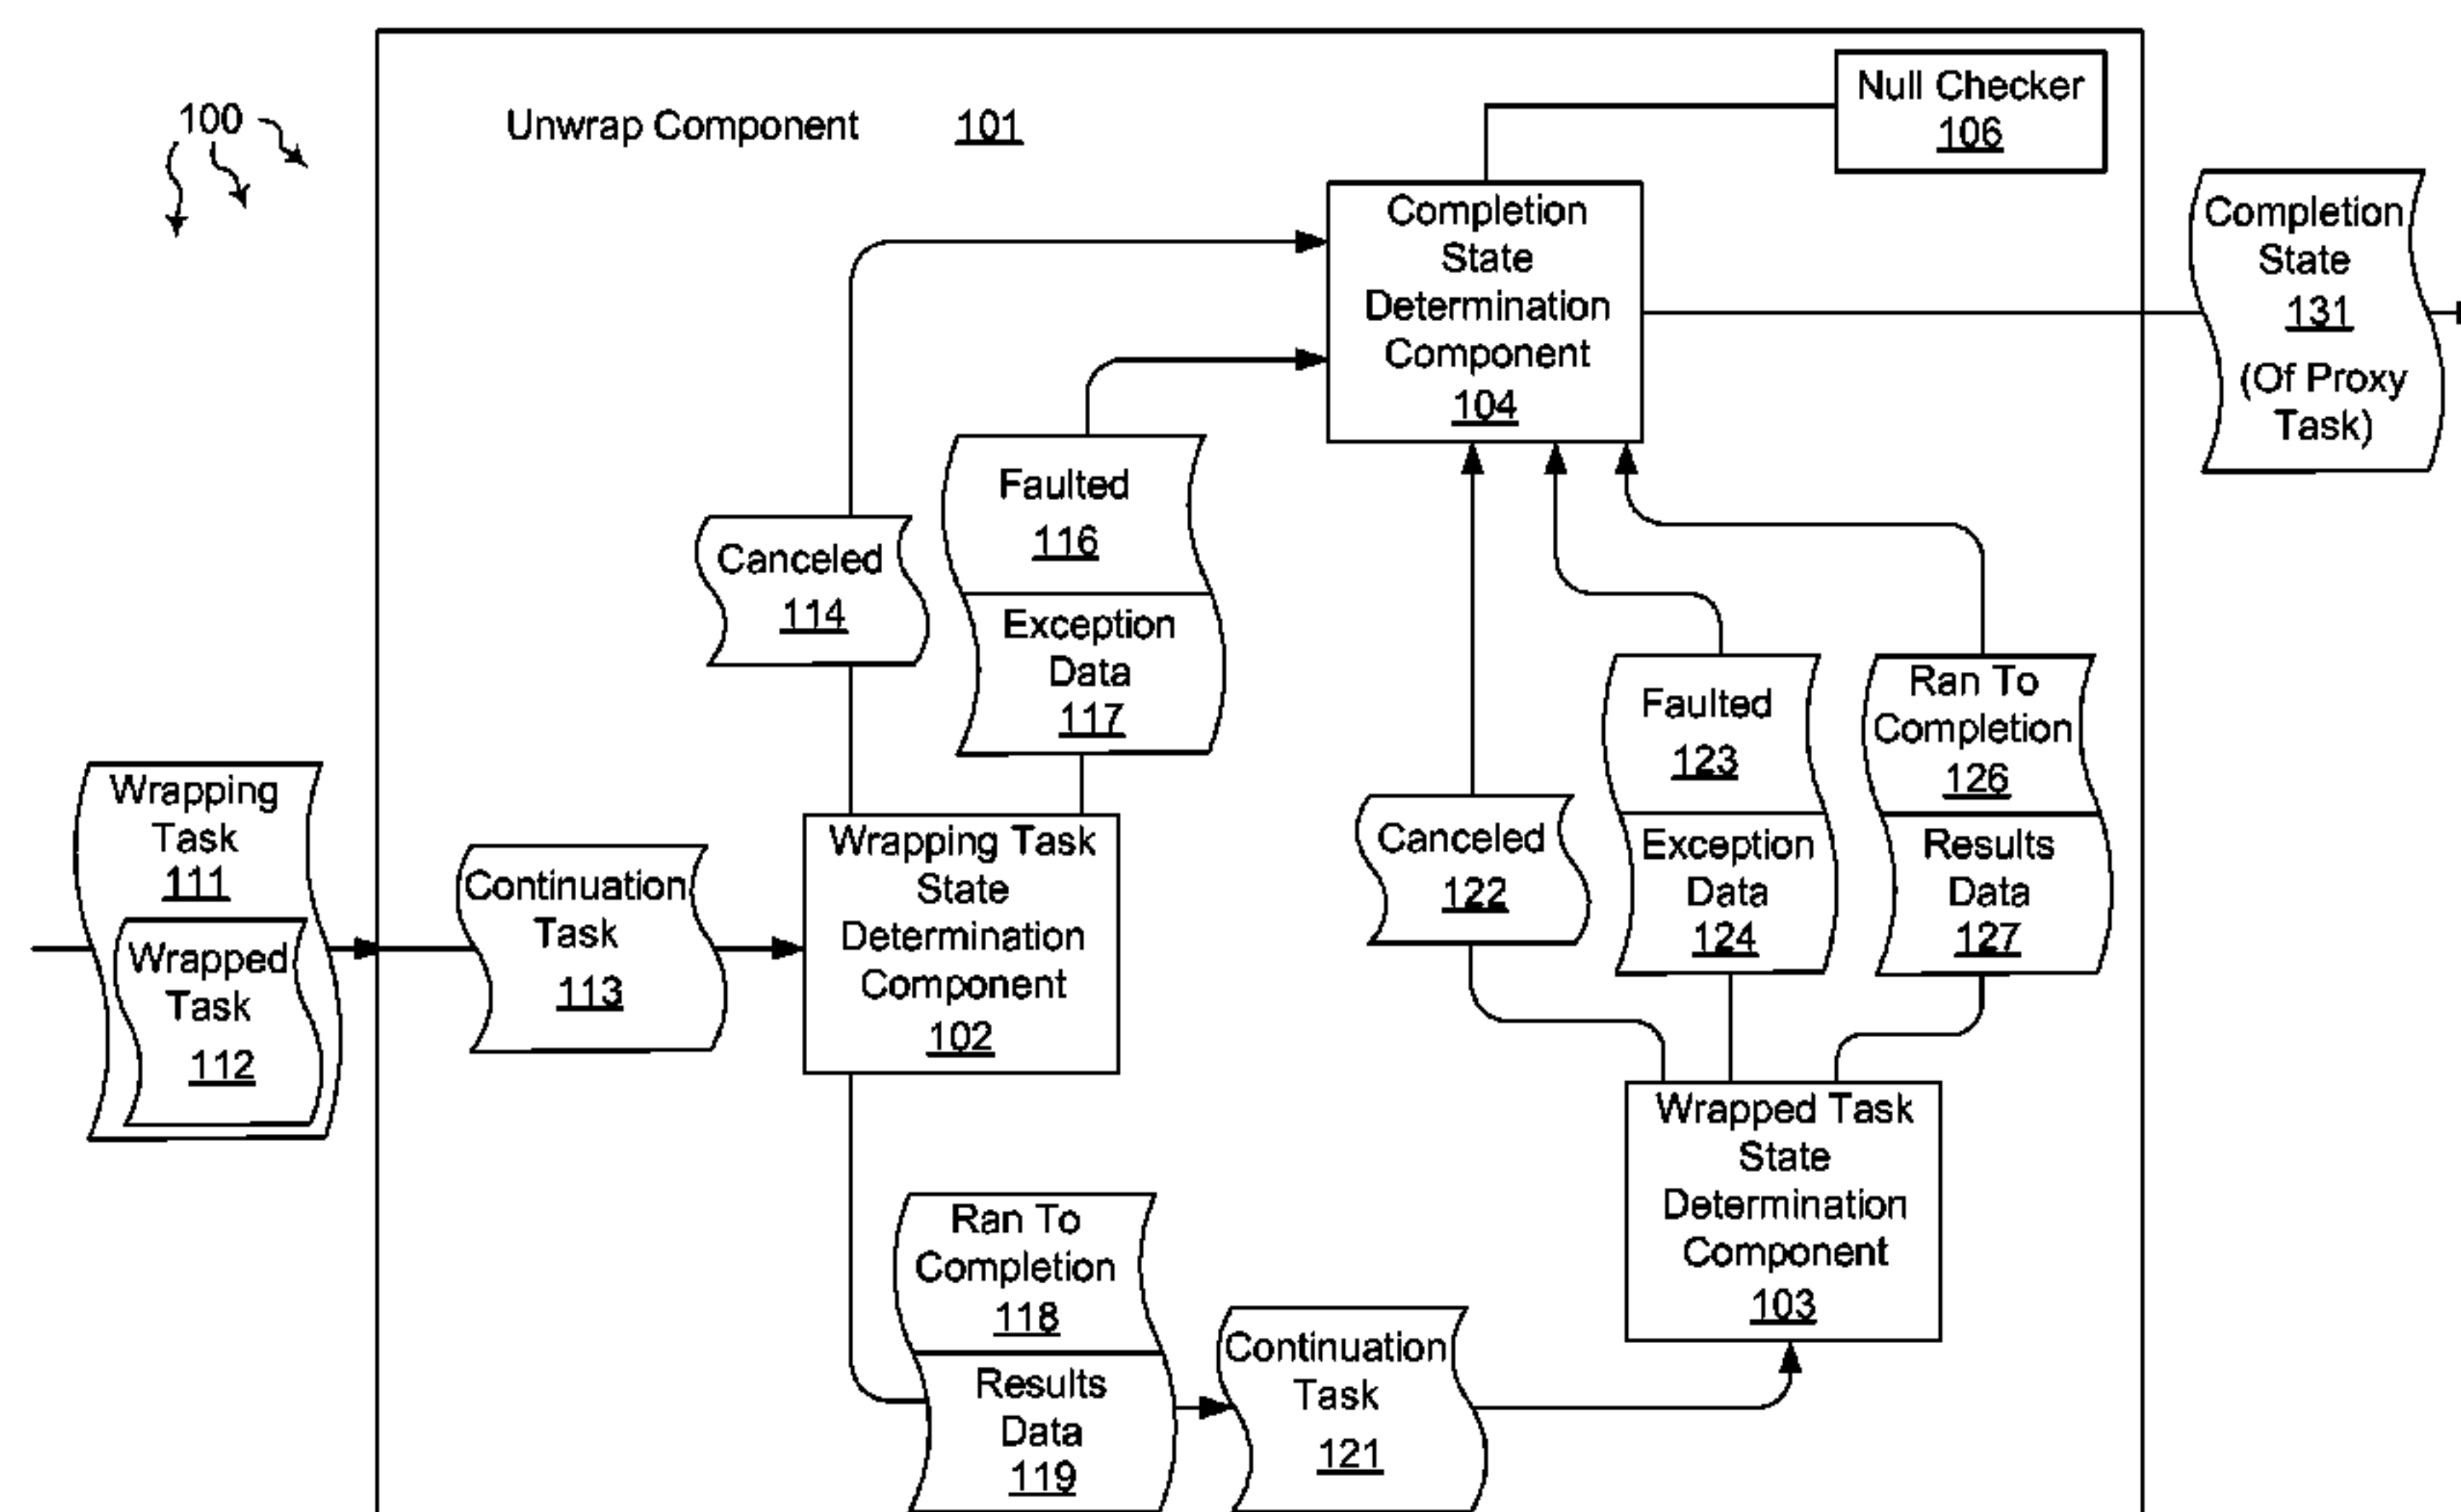 100
Unwrap Component 101
Null Checker
106
Completion
State
Determination
Component
104
Completion
State
131
(Of Proxy
Task)
Canceled
114
Faulted
116
Exception
Data
117
Wrapping
Task
111
Wrapped
Task
112
Continuation
Task
113
Wrapping Task
State
Determination
Component
102
Canceled
122
Faulted
123
Exception
Data
124
Ran To
Completion
126
Results
Data
127
Wrapped Task
State
Determination
Component
103
Ran To
Completion
118
Results
Data
119
Continuation
Task
121